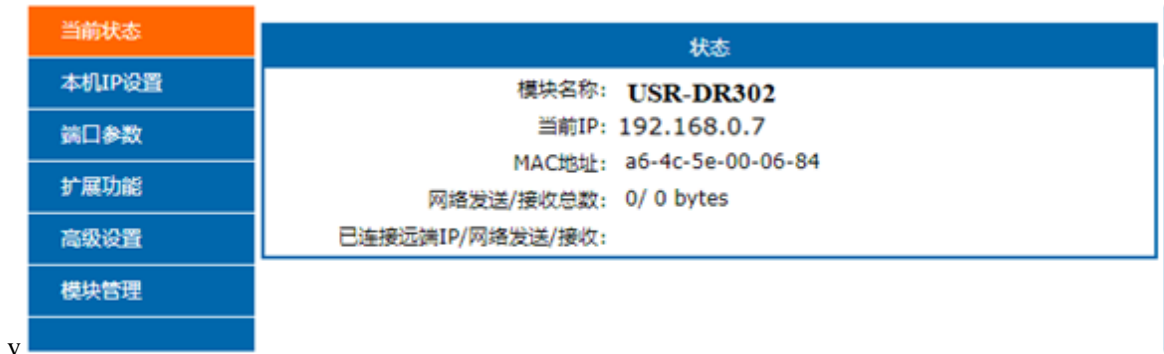 当前状态
本机IP设置
端口参数
扩展功能
高级设置
模块管理
状态
模块名称: USR-DR302
当前IP: 192.168.0.7
MAC地址: a6-4c-5e-00-06-84
网络发送/接收总数: 0/ 0 bytes
已连接远端IP/网络发送/接收:
v